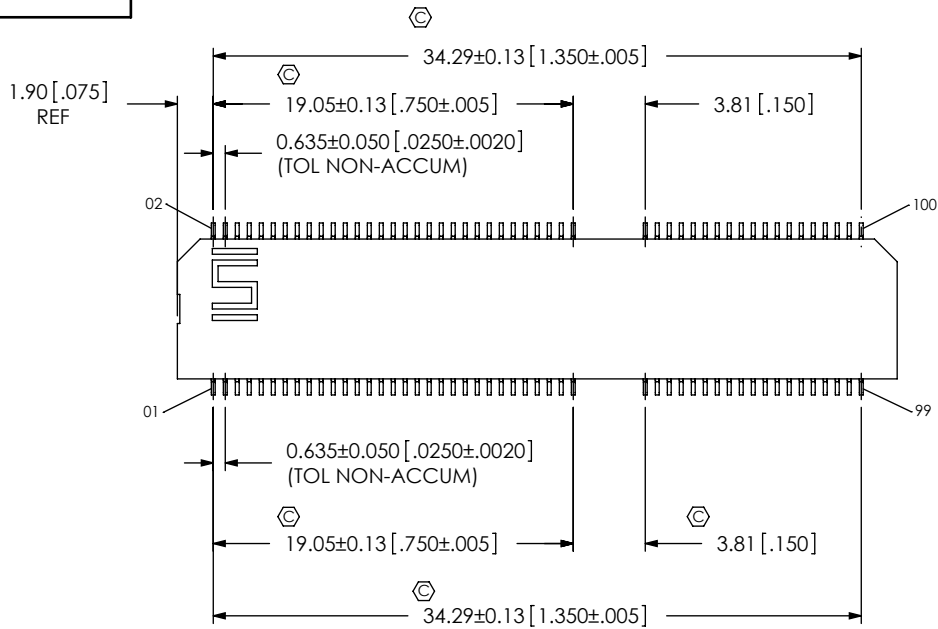 C
34.29±0.13 [1.350±.005]
C
1.90 [.075]
REF
19.05±0.13 [.750±.005]
3.81 [.150]
0.635±0.050 [.0250±.0020]
(TOL NON-ACCUM)
02
100
01
99
0.635±0.050 [.0250±.0020]
(TOL NON-ACCUM)
C
C
19.05±0.13 [.750±.005]
3.81 [.150]
C
34.29±0.13 [1.350±.005]